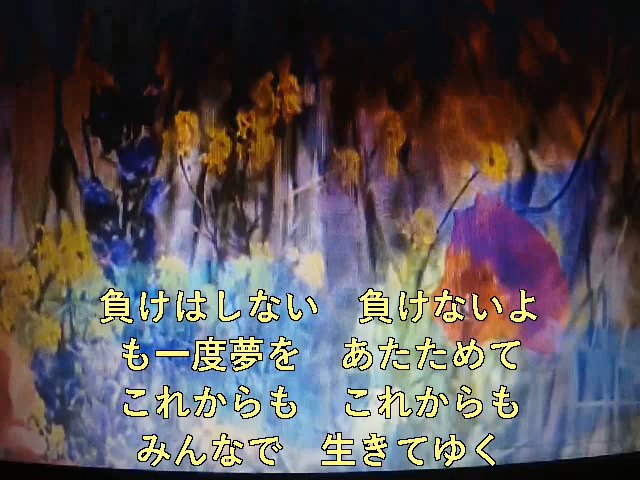 負けはしない　負けないよ
も一度夢を　あたためて
これからも　これからも
みんなで　生きてゆく